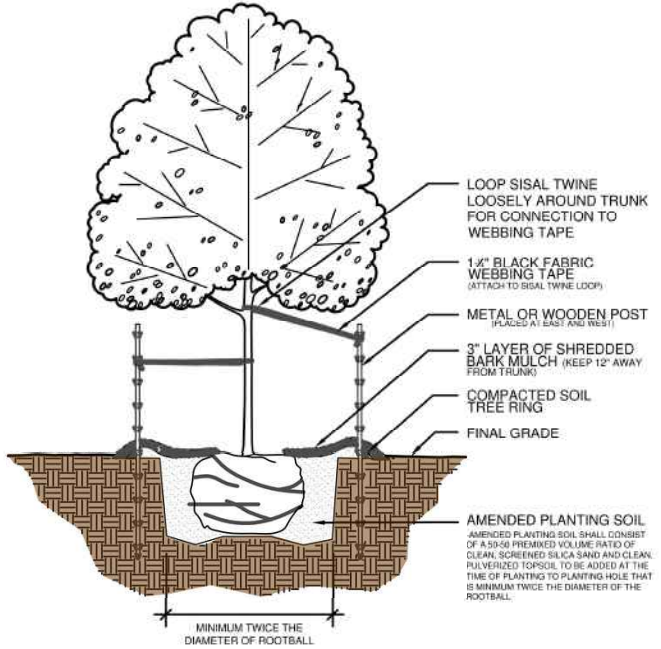 LOOP SISAL TWINE
LOOSELY AROUND TRUNK
FOR CONNECTION TO
WEBBING TAPE
BLACK FABRIC
WEBBING TAPE
(ATTACH TO SISAL TWINE LOOP)
METAL OR WOODEN POST
(PLACED AT EAST AND WEST)
3" LAYER OF SHREDDED
BARK MULCH (KEEP 12" AWAY
FROM TRUNK)
COMPACTED SOIL
TREE RING
FINAL GRADE
AMENDED PLANTING SOIL
-AMENDED PLANTING SOIL SHALL CONSIST
OF A 50-50 PREMIXED VOLUME RATIO OF
CLEAN, SCREENED SILICA SAND AND CLEAN,
PULVERIZED TOPSOIL TO BE ADDED AT THE
TIME OF PLANTING TO PLANTING HOLE THAT
IS MINIMUM TWICE THE DIAMETER OF THE
ROOTBALL
MINIMUM TWICE THE
DIAMETER OF ROOTBALL